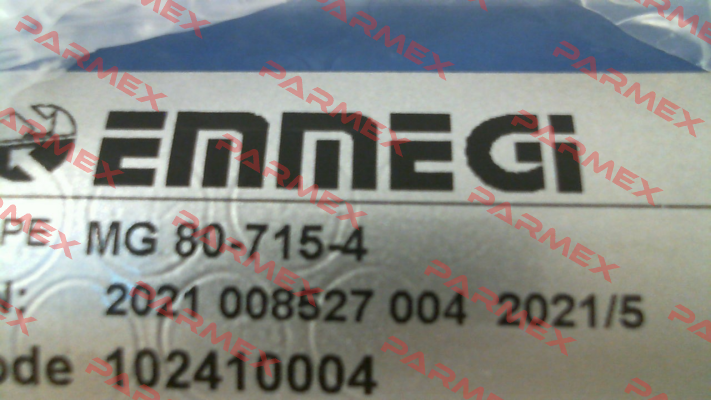 EMMEGI
PE MG 80-715-4
N: 2021 008527 004 2021/5
ode 102410004
PARMEX